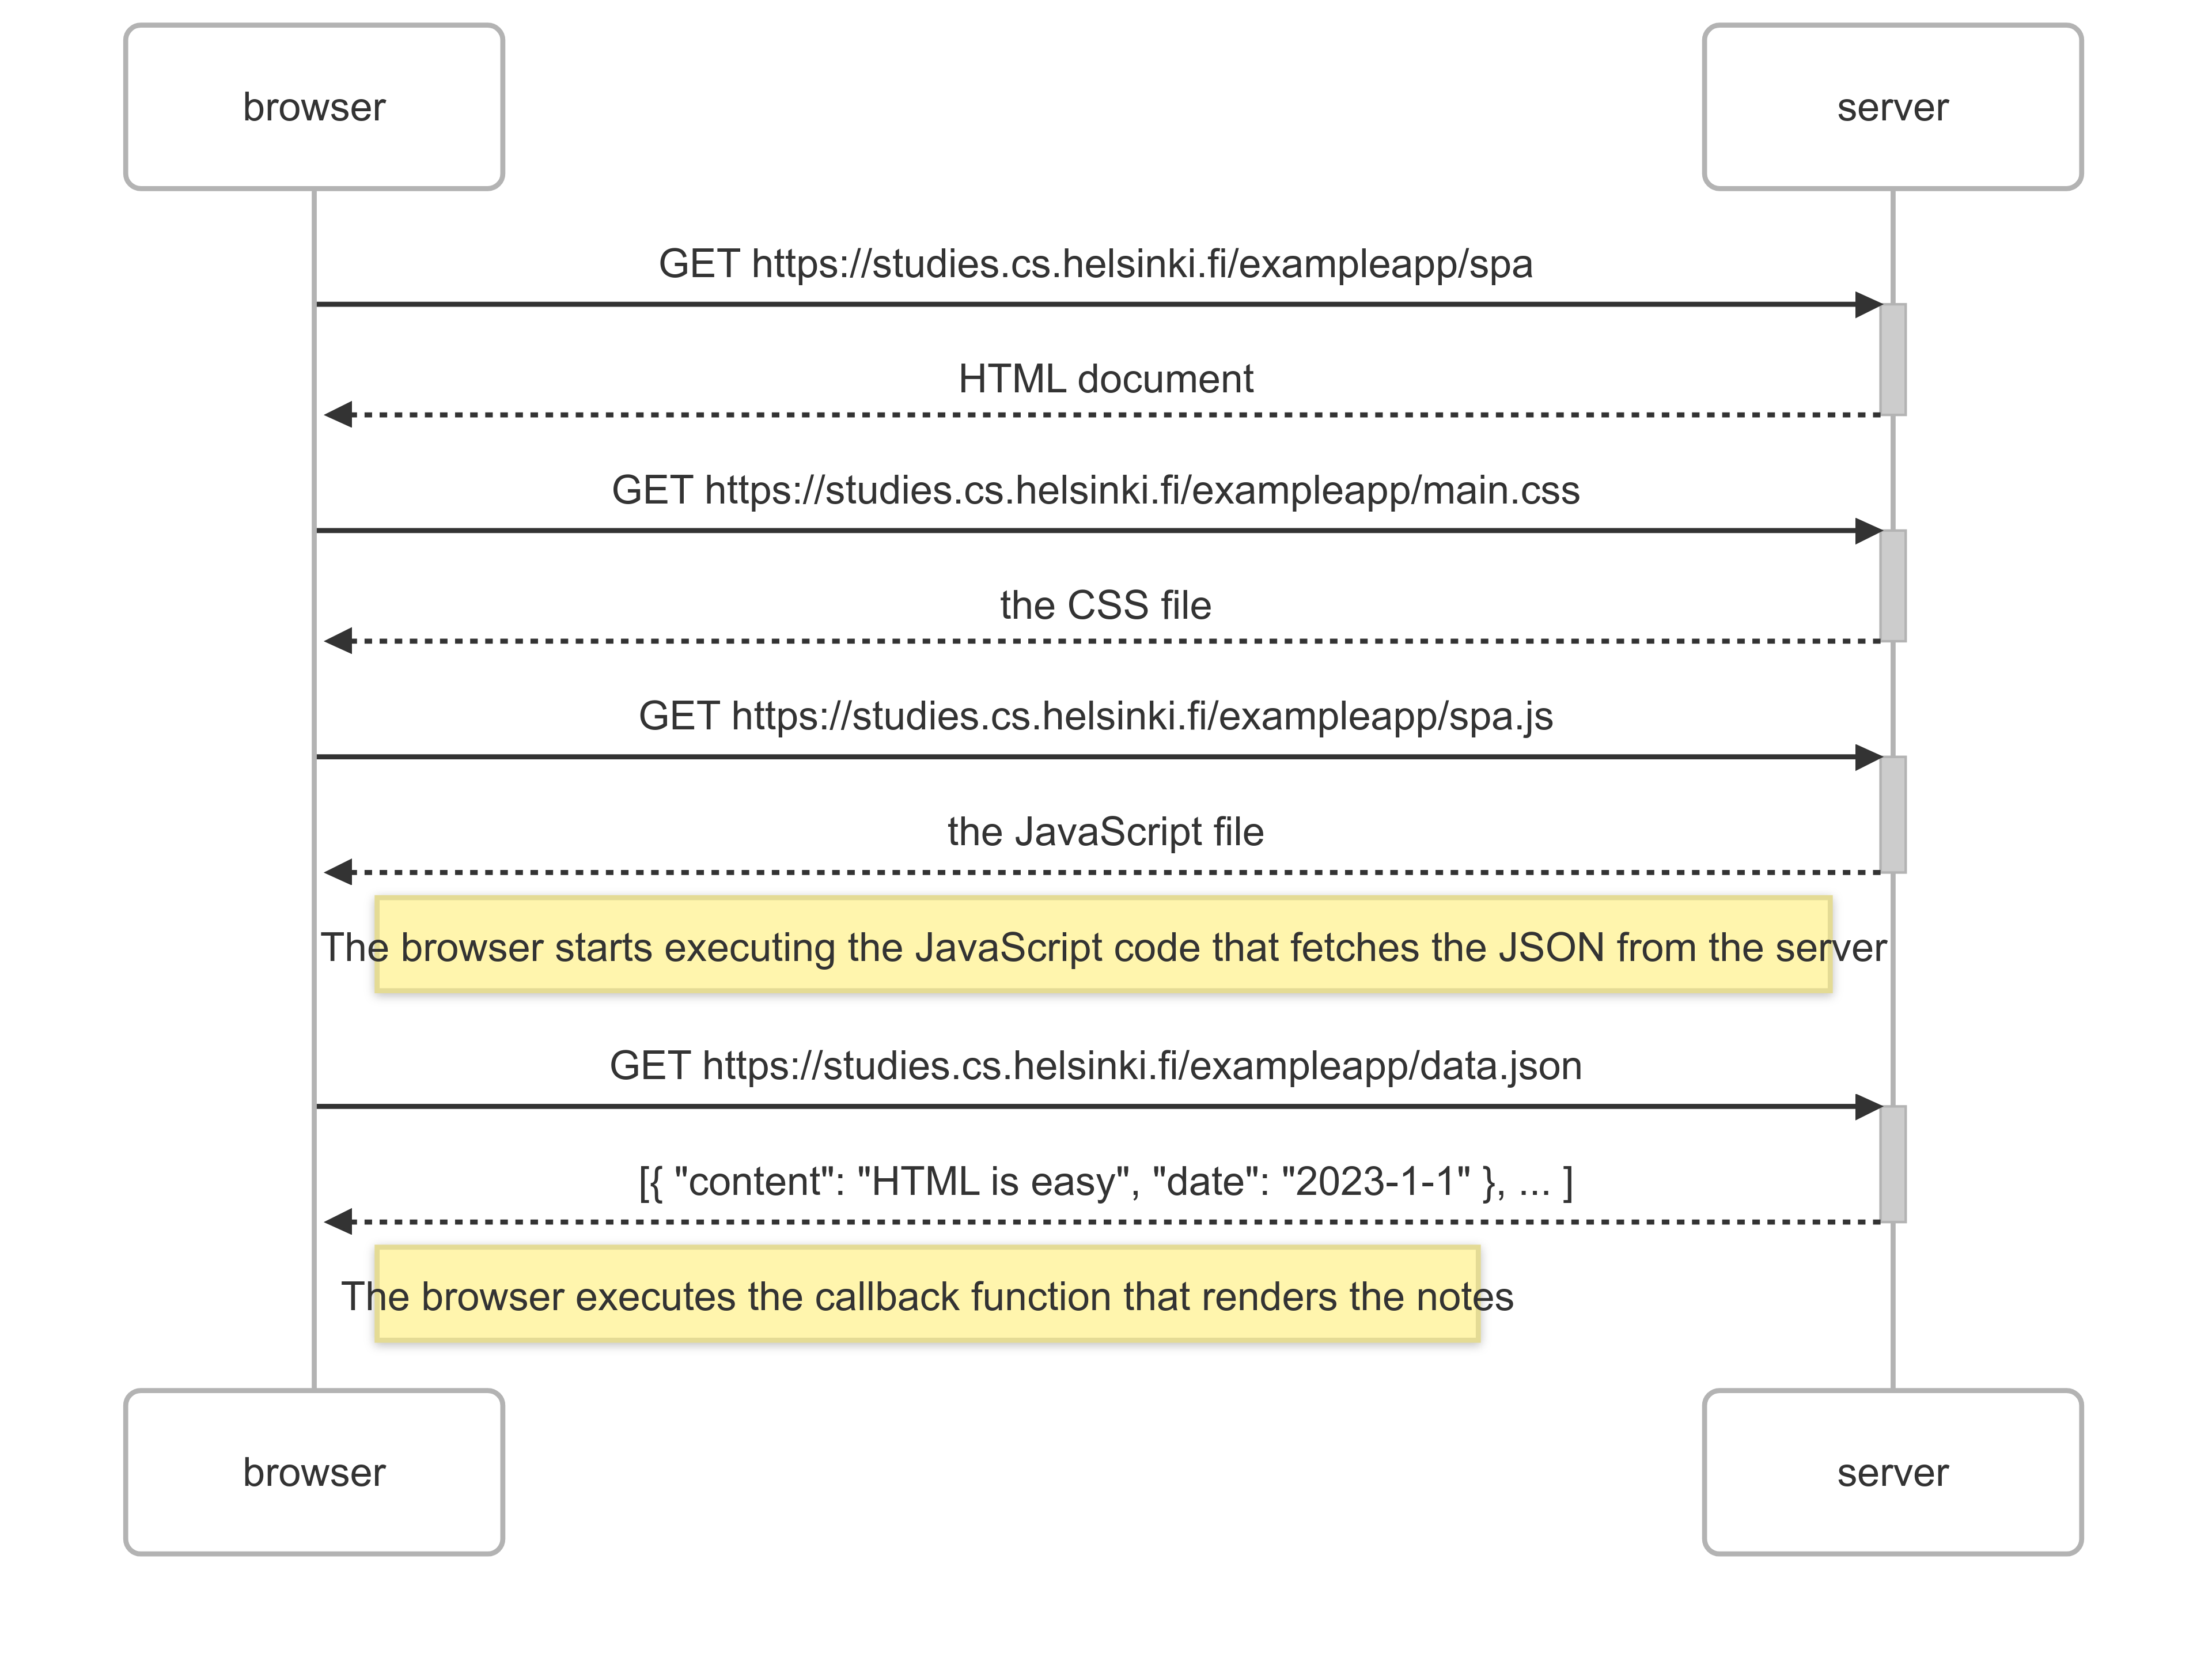 browser
server
GET https://studies.cs.helsinki.fi/exampleapp/spa
HTML document
GET https://studies.cs.helsinki.fi/exampleapp/main.css
the CSS file
GET https://studies.cs.helsinki.fi/exampleapp/spa.js
the JavaScript file
The browser starts executing the JavaScript code that fetches the JSON from the server
GET https://studies.cs.helsinki.fi/exampleapp/data.json
[{ "content": "HTML is easy", "date": "2023-1-1" }, ... ]
The browser executes the callback function that renders the notes
browser
server